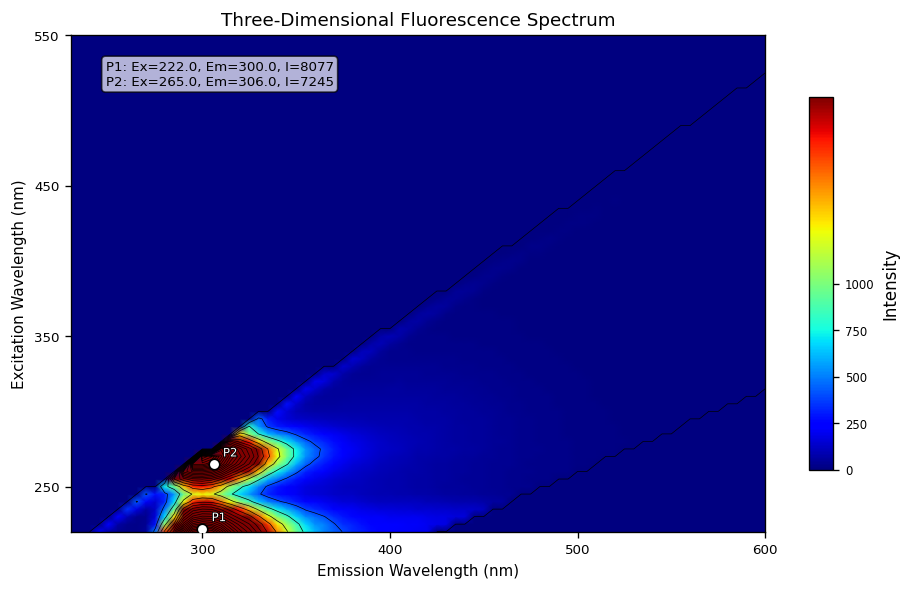 Three-Dimensional Fluorescence Spectrum
P1: Ex=222.0, Em=300.0, I=8077
P2: Ex=265.0, Em=306.0, I=7245
550
450
350
250
Excitation Wavelength (nm)
P2
P1
300
400
500
600
Emission Wavelength (nm)
1000
750
500
250
0
Intensity